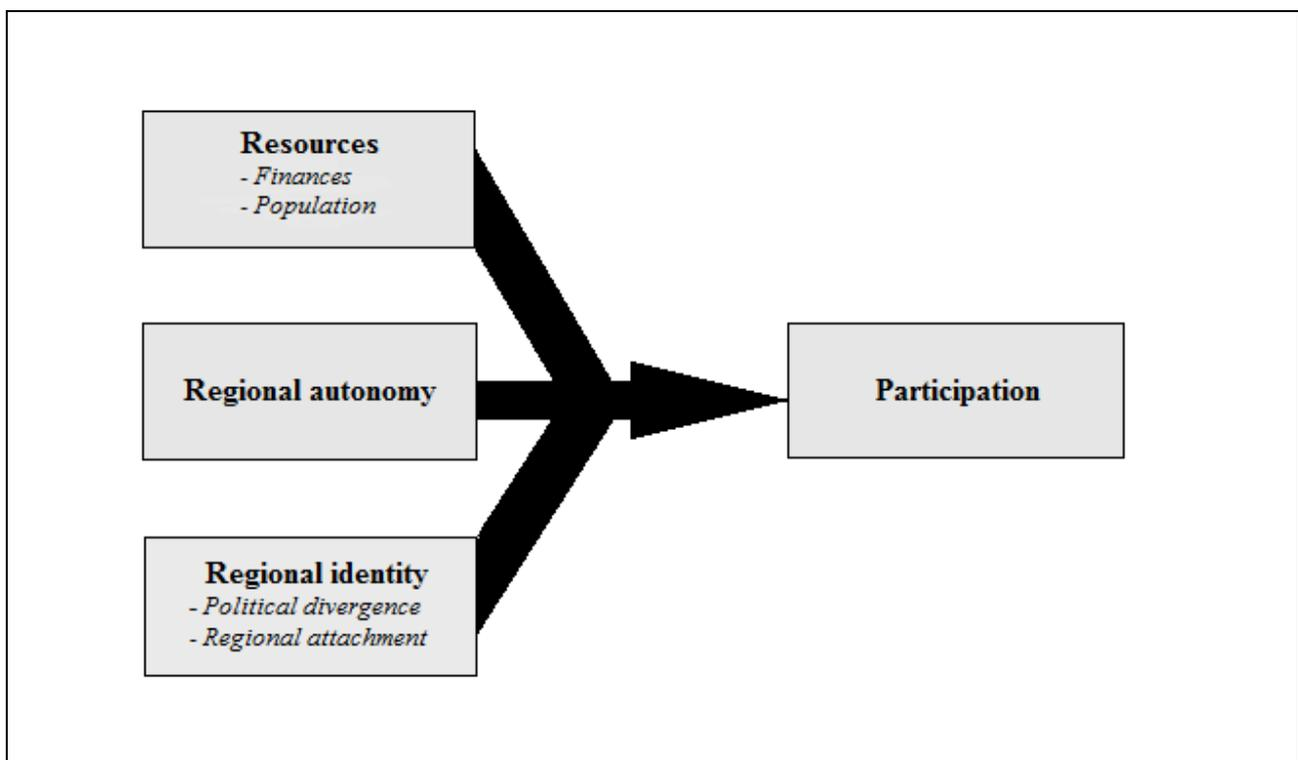 Resources
- Finances
- Population
Regional autonomy
Participation
Regional identity
- Political divergence
- Regional attachment